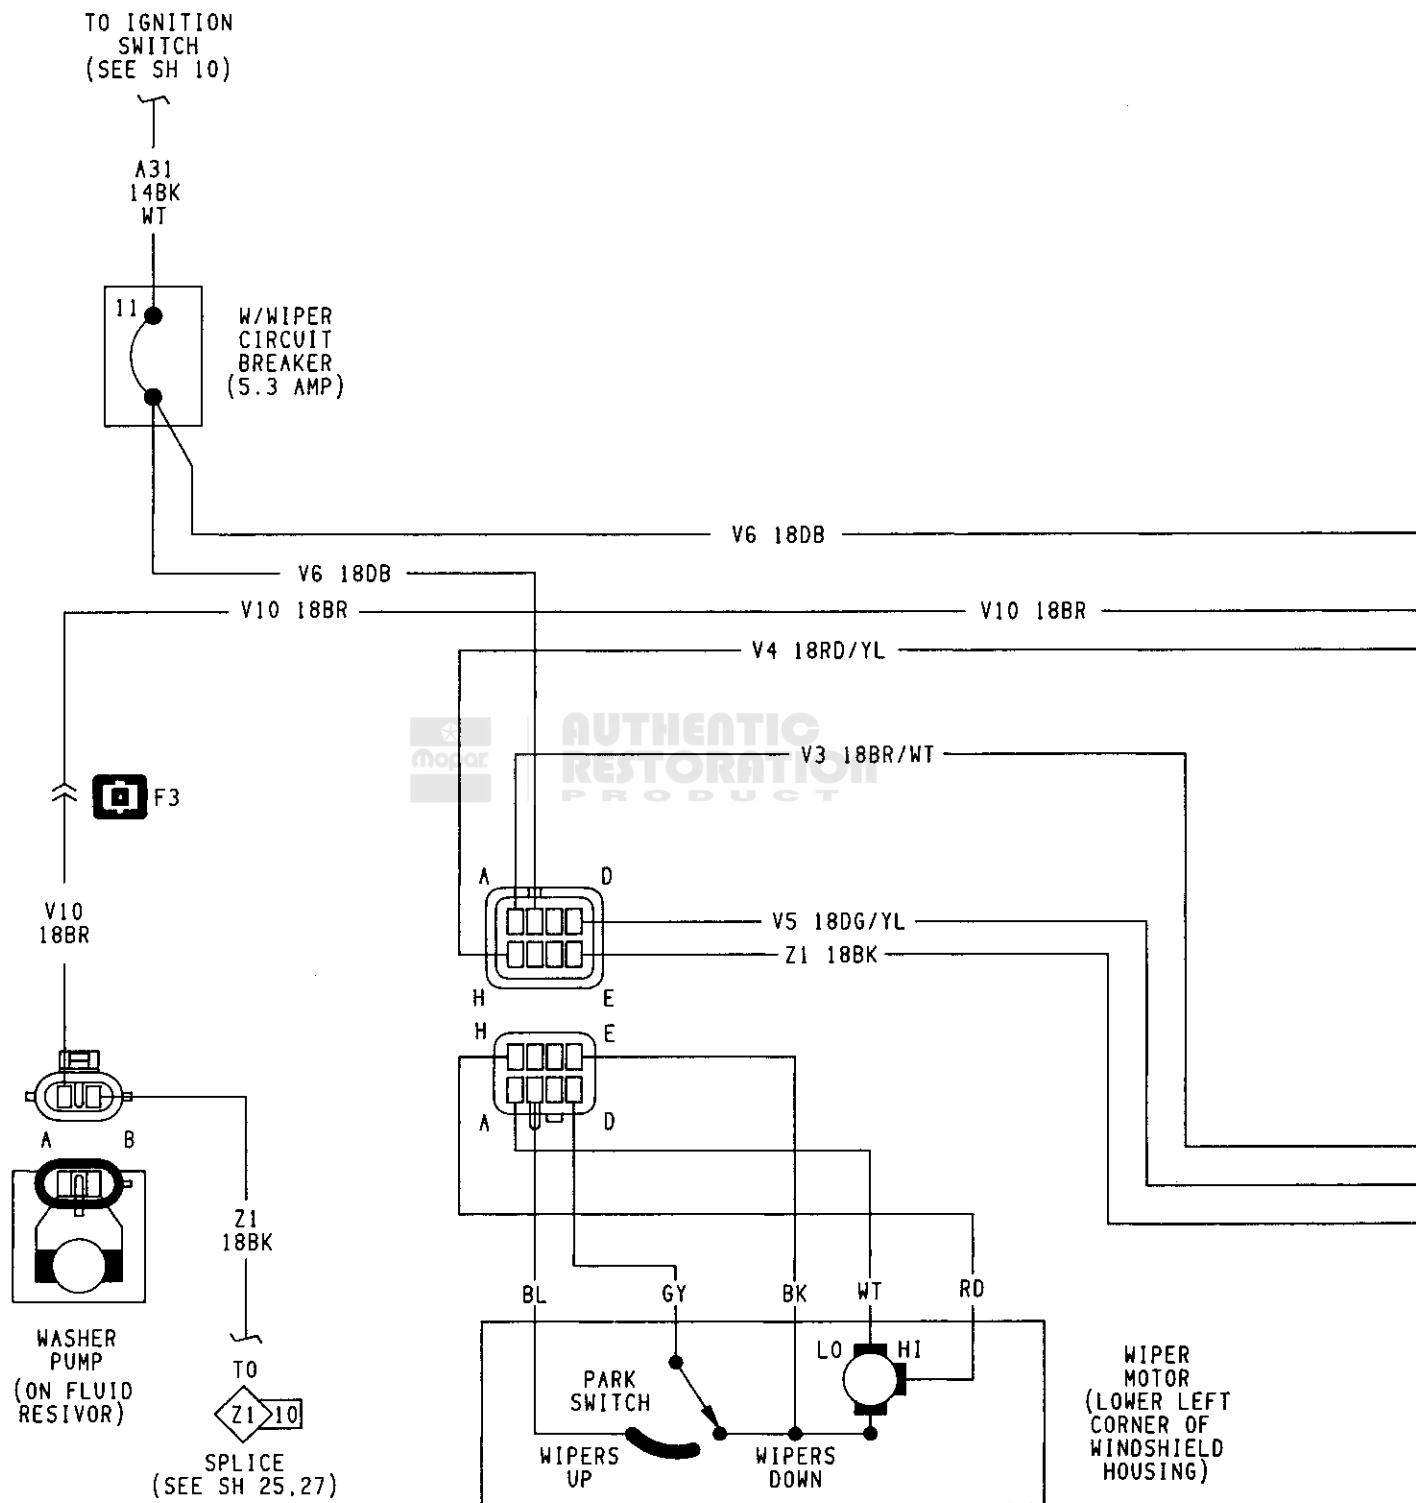 TO IGNITION
SWITCH
(SEE SH 10)
A31
14BK
WT
11
W/WIPER
CIRCUIT
BREAKER
(5.3 AMP)
V6 18DB
V6 18DB
V10 18BR
V10 18BR
V4 18RD/YL
Mopar
AUTHENTIC
RESTORATION
PRODUCT
V3 18BR/WT
F3
A
D
V10
18BR
V5 18DG/YL
Z1 18BK
H
E
H
E
A
D
A
B
Z1
18BK
BL
GY
BK
WT
RD
WASHER
PUMP
(ON FLUID
RESIVOR)
TO
Z1
10
SPLICE
(SEE SH 25,27)
LO
HI
PARK
SWITCH
WIPERS
UP
WIPERS
DOWN
WIPER
MOTOR
(LOWER LEFT
CORNER OF
WINDSHIELD
HOUSING)